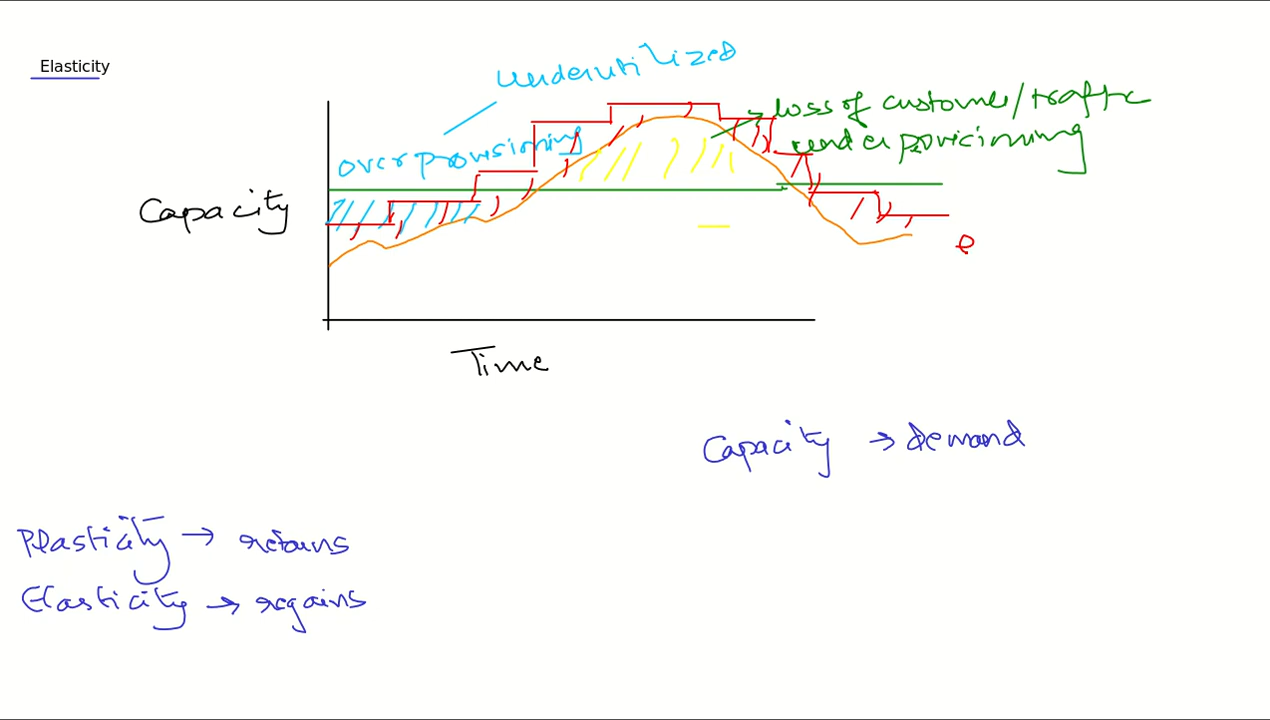 Elasticity
underutilized
loss of customer/traffic
over provisioning
under provisioning
Capacity
e
Time
Capacity → demand
Plasticity → retains
Elasticity → regains